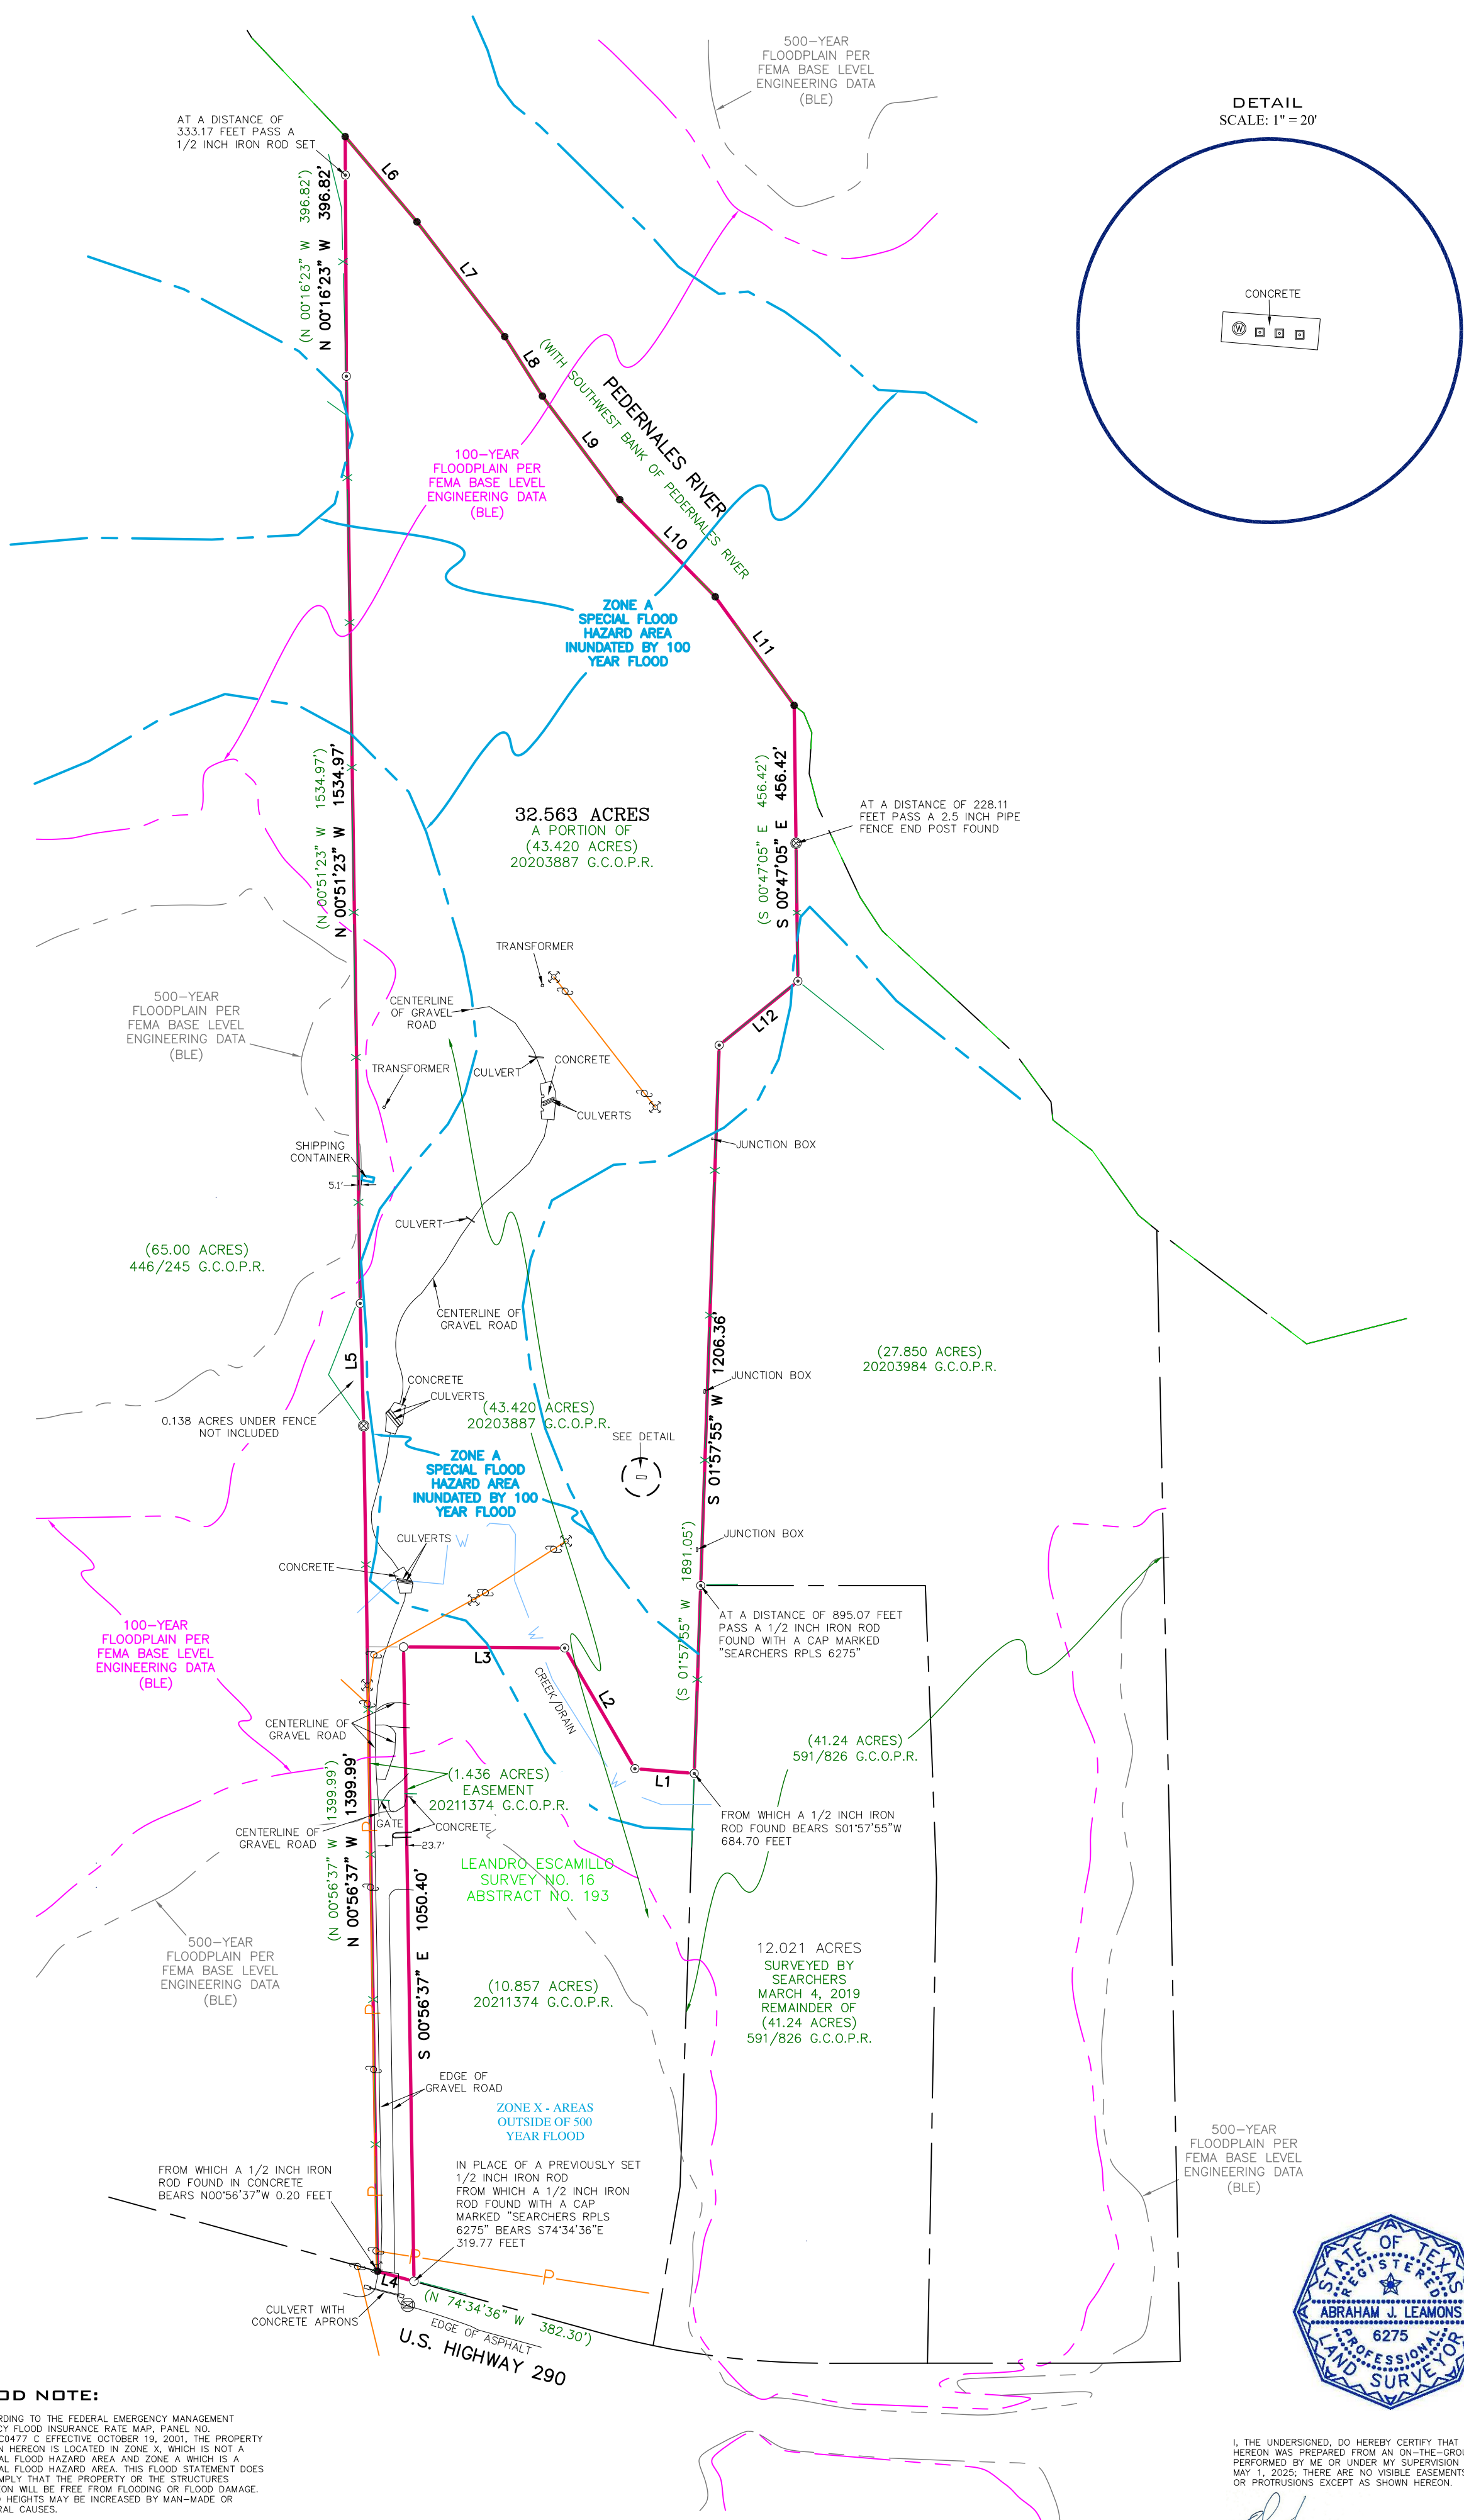 500-YEAR
FLOODPLAIN PER
FEMA BASE LEVEL
ENGINEERING DATA
(BLE)
DETAIL
SCALE: 1" = 20'
CONCRETE
W
AT A DISTANCE OF
333.17 FEET PASS A
1/2 INCH IRON ROD SET
(N 00°16'23" W 396.82')
N 00°16'23" W 396.82'
L6
L7
L8
L9
L10
L11
PEDERNALES RIVER
(WITH SOUTHWEST BANK OF PEDERNALES RIVER
100-YEAR
FLOODPLAIN PER
FEMA BASE LEVEL
ENGINEERING DATA
(BLE)
ZONE A
SPECIAL FLOOD
HAZARD AREA
INUNDATED BY 100
YEAR FLOOD
(N 00°51'23" W 1534.97')
N 00°51'23" W 1534.97'
32.563 ACRES
A PORTION OF
(43.420 ACRES)
20203887 G.C.O.P.R.
(S 00°47'05" E 456.42')
S 00°47'05" E 456.42'
AT A DISTANCE OF 228.11
FEET PASS A 2.5 INCH PIPE
FENCE END POST FOUND
TRANSFORMER
CENTERLINE
OF GRAVEL
ROAD
L12
500-YEAR
FLOODPLAIN PER
FEMA BASE LEVEL
ENGINEERING DATA
(BLE)
TRANSFORMER
CULVERT
CONCRETE
CULVERTS
JUNCTION BOX
SHIPPING
CONTAINER
5.1'
CULVERT
(65.00 ACRES)
446/245 G.C.O.P.R.
CENTERLINE OF
GRAVEL ROAD
L5
S 01°57'55" W 1206.36'
(27.850 ACRES)
20203984 G.C.O.P.R.
JUNCTION BOX
CONCRETE
CULVERTS
0.138 ACRES UNDER FENCE
NOT INCLUDED
(43.420 ACRES)
20203887 G.C.O.P.R.
SEE DETAIL
ZONE A
SPECIAL FLOOD
HAZARD AREA
INUNDATED BY 100
YEAR FLOOD
CULVERTS
W
CONCRETE
JUNCTION BOX
(S 01°57'55" W 1891.05')
AT A DISTANCE OF 895.07 FEET
PASS A 1/2 INCH IRON ROD
FOUND WITH A CAP MARKED
"SEARCHERS RPLS 6275"
100-YEAR
FLOODPLAIN PER
FEMA BASE LEVEL
ENGINEERING DATA
(BLE)
W
L3
L2
CREEK/DRAIN
CENTERLINE OF
GRAVEL ROAD
(41.24 ACRES)
591/826 G.C.O.P.R.
W
L1
(N 00°56'37" W 1399.99')
N 00°56'37" W 1399.99'
(1.436 ACRES)
EASEMENT
20211374 G.C.O.P.R.
GATE
CONCRETE
CENTERLINE OF
GRAVEL ROAD
23.7'
P
FROM WHICH A 1/2 INCH IRON
ROD FOUND BEARS S01°57'55"W
684.70 FEET
LEANDRO ESCAMILLO
SURVEY NO. 16
ABSTRACT NO. 193
S 00°56'37" E 1050.40'
500-YEAR
FLOODPLAIN PER
FEMA BASE LEVEL
ENGINEERING DATA
(BLE)
P
(10.857 ACRES)
20211374 G.C.O.P.R.
12.021 ACRES
SURVEYED BY
SEARCHERS
MARCH 4, 2019
REMAINDER OF
(41.24 ACRES)
591/826 G.C.O.P.R.
EDGE OF
GRAVEL ROAD
ZONE X - AREAS
OUTSIDE OF 500
YEAR FLOOD
500-YEAR
FLOODPLAIN PER
FEMA BASE LEVEL
ENGINEERING DATA
(BLE)
FROM WHICH A 1/2 INCH IRON
ROD FOUND IN CONCRETE
BEARS N00°56'37"W 0.20 FEET
P
IN PLACE OF A PREVIOUSLY SET
1/2 INCH IRON ROD
FROM WHICH A 1/2 INCH IRON
ROD FOUND WITH A CAP
MARKED "SEARCHERS RPLS
6275" BEARS S74°34'36"E
319.77 FEET
P
P
L4
(N 74°34'36" W 382.30')
CULVERT WITH
CONCRETE APRONS
EDGE OF ASPHALT
U.S. HIGHWAY 290
STATE OF TEXAS
REGISTERED
ABRAHAM J. LEAMONS
6275
PROFESSIONAL
LAND SURVEYOR
OD NOTE:
RDING TO THE FEDERAL EMERGENCY MANAGEMENT
CY FLOOD INSURANCE RATE MAP, PANEL NO.
C0477 C EFFECTIVE OCTOBER 19, 2001, THE PROPERTY
N HEREON IS LOCATED IN ZONE X, WHICH IS NOT A
AL FLOOD HAZARD AREA AND ZONE A WHICH IS A
AL FLOOD HAZARD AREA. THIS FLOOD STATEMENT DOES
MPLY THAT THE PROPERTY OR THE STRUCTURES
EON WILL BE FREE FROM FLOODING OR FLOOD DAMAGE.
D HEIGHTS MAY BE INCREASED BY MAN-MADE OR
RAL CAUSES.
I, THE UNDERSIGNED, DO HEREBY CERTIFY THAT
HEREON WAS PREPARED FROM AN ON-THE-GROU
PERFORMED BY ME OR UNDER MY SUPERVISION
MAY 1, 2025; THERE ARE NO VISIBLE EASEMENTS
OR PROTRUSIONS EXCEPT AS SHOWN HEREON.